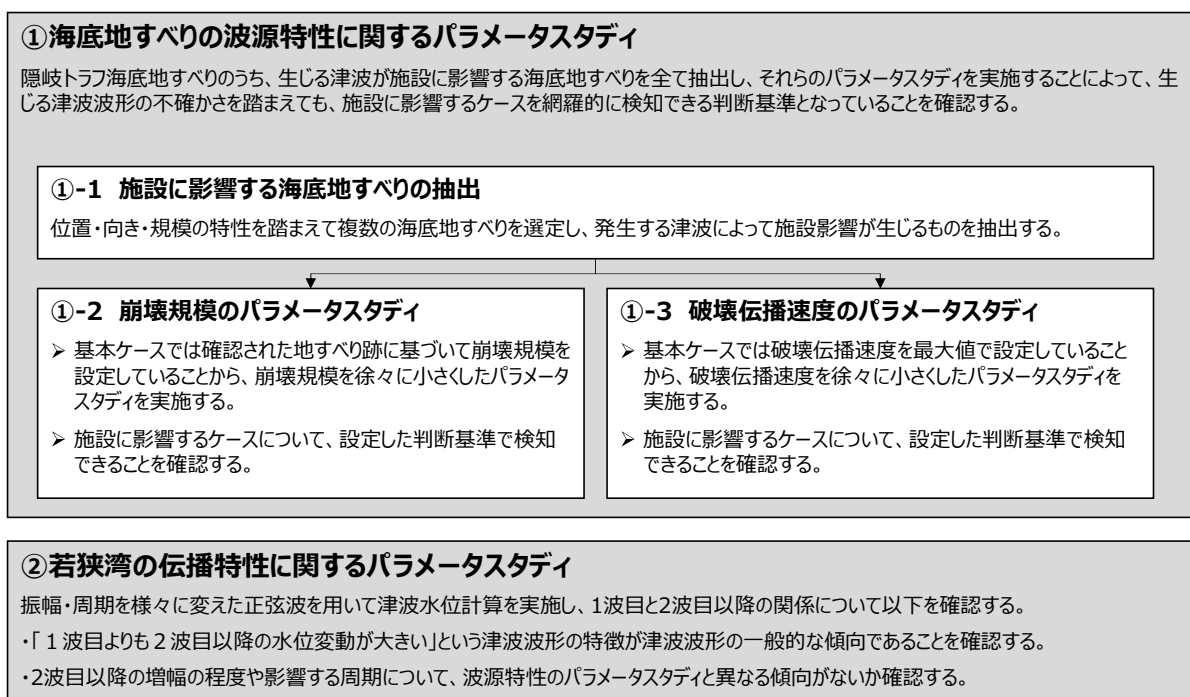 ①海底地すべりの波源特性に関するパラメータスタディ
隠岐トラフ海底地すべりのうち、生じる津波が施設に影響する海底地すべりを全て抽出し、それらのパラメータスタディを実施することによって、生
じる津波波形の不確かさを踏まえても、施設に影響するケースを網羅的に検知できる判断基準となっていることを確認する。
①-1 施設に影響する海底地すべりの抽出
位置・向き・規模の特性を踏まえて複数の海底地すべりを選定し、発生する津波によって施設影響が生じるものを抽出する。
①-2 崩壊規模のパラメータスタディ
➢ 基本ケースでは確認された地すべり跡に基づいて崩壊規模を
設定していることから、崩壊規模を徐々に小さくしたパラメータ
スタディを実施する。
➢ 施設に影響するケースについて、設定した判断基準で検知
できることを確認する。
①-3 破壊伝播速度のパラメータスタディ
➢ 基本ケースでは破壊伝播速度を最大値で設定していること
から、破壊伝播速度を徐々に小さくしたパラメータスタディを
実施する。
➢ 施設に影響するケースについて、設定した判断基準で検知
できることを確認する。
②若狭湾の伝播特性に関するパラメータスタディ
振幅・周期を様々に変えた正弦波を用いて津波水位計算を実施し、1波目と2波目以降の関係について以下を確認する。
・「１波目よりも２波目以降の水位変動が大きい」という津波波形の特徴が津波波形の一般的な傾向であることを確認する。
・2波目以降の増幅の程度や影響する周期について、波源特性のパラメータスタディと異なる傾向がないか確認する。